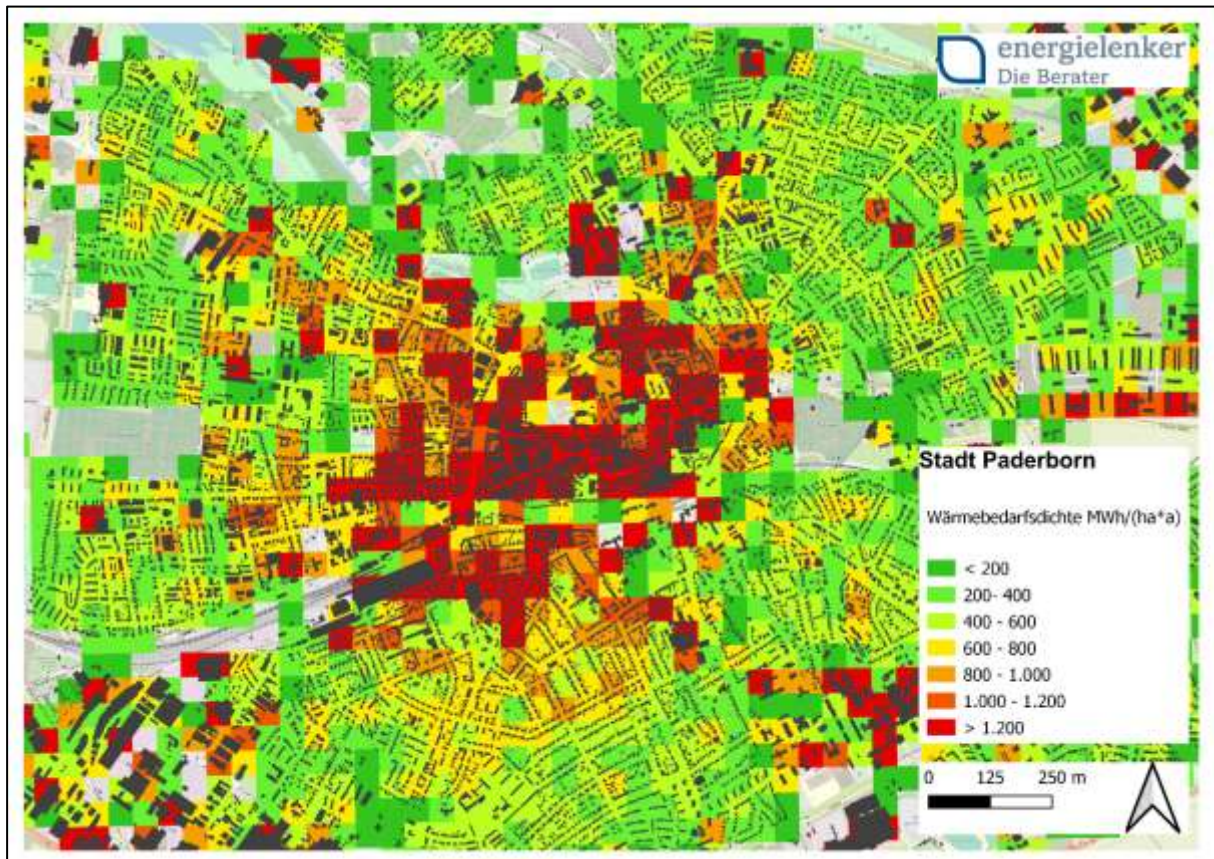 energielenker
Die Berater
Stadt Paderborn
Wärmebedarfsdichte MWh/(ha*a)
< 200
200- 400
400 - 600
600 - 800
800 - 1.000
1.000 - 1.200
> 1.200
0 125 250 m